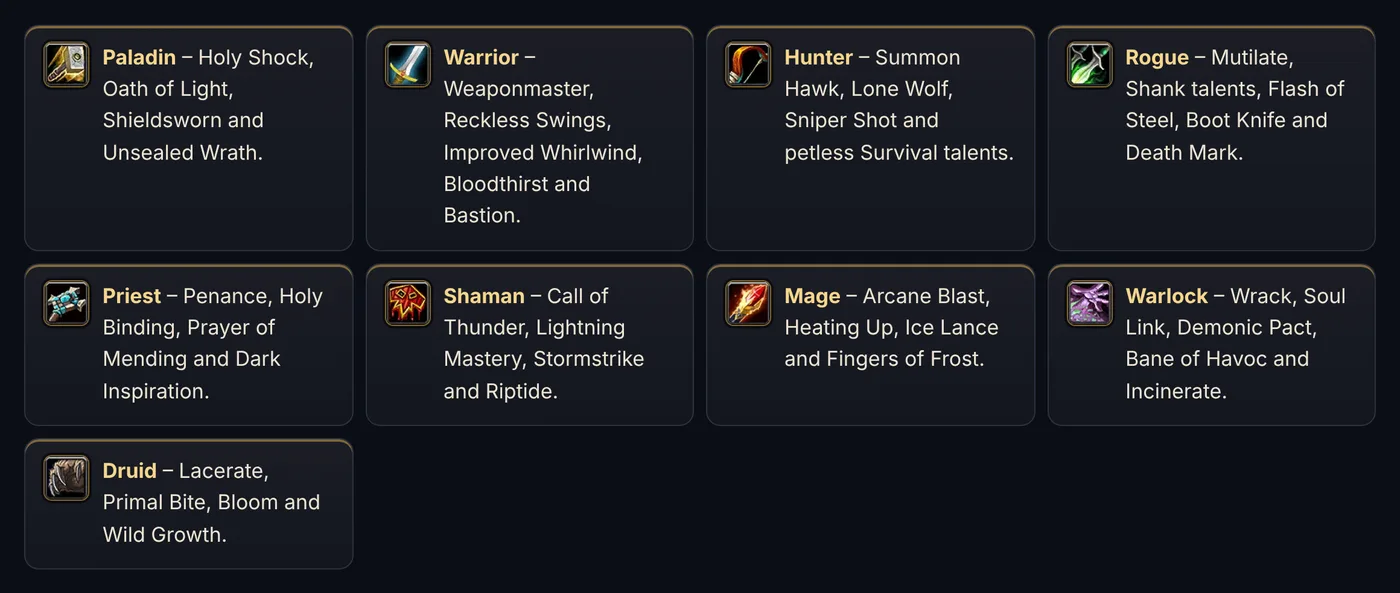 Paladin – Holy Shock,
Oath of Light,
Shieldsworn and
Unsealed Wrath.
Warrior –
Weaponmaster,
Reckless Swings,
Improved Whirlwind,
Bloodthirst and
Bastion.
Hunter – Summon
Hawk, Lone Wolf,
Sniper Shot and
petless Survival talents.
Rogue – Mutilate,
Shank talents, Flash of
Steel, Boot Knife and
Death Mark.
Priest – Penance, Holy
Binding, Prayer of
Mending and Dark
Inspiration.
Shaman – Call of
Thunder, Lightning
Mastery, Stormstrike
and Riptide.
Mage – Arcane Blast,
Heating Up, Ice Lance
and Fingers of Frost.
Warlock – Wrack, Soul
Link, Demonic Pact,
Bane of Havoc and
Incinerate.
Druid – Lacerate,
Primal Bite, Bloom and
Wild Growth.